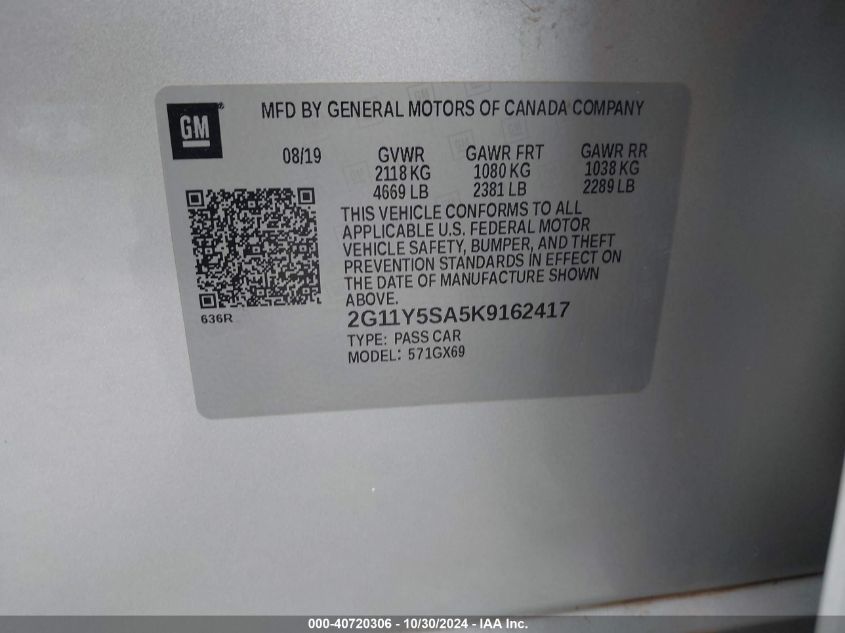 GM
MFD BY GENERAL MOTORS OF CANADA COMPANY
08/19 GVWR GAWR FRT GAWR RR
2118 KG 1080 KG 1038 KG
4669 LB 2381 LB 2289 LB
THIS VEHICLE CONFORMS TO ALL
APPLICABLE U.S. FEDERAL MOTOR
VEHICLE SAFETY, BUMPER, AND THEFT
PREVENTION STANDARDS IN EFFECT ON
THE DATE OF MANUFACTURE SHOWN
ABOVE.
636R
2G11Y5SA5K9162417
TYPE: PASS CAR
MODEL: 571GX69
000-40720306 - 10/30/2024 - IAA Inc.